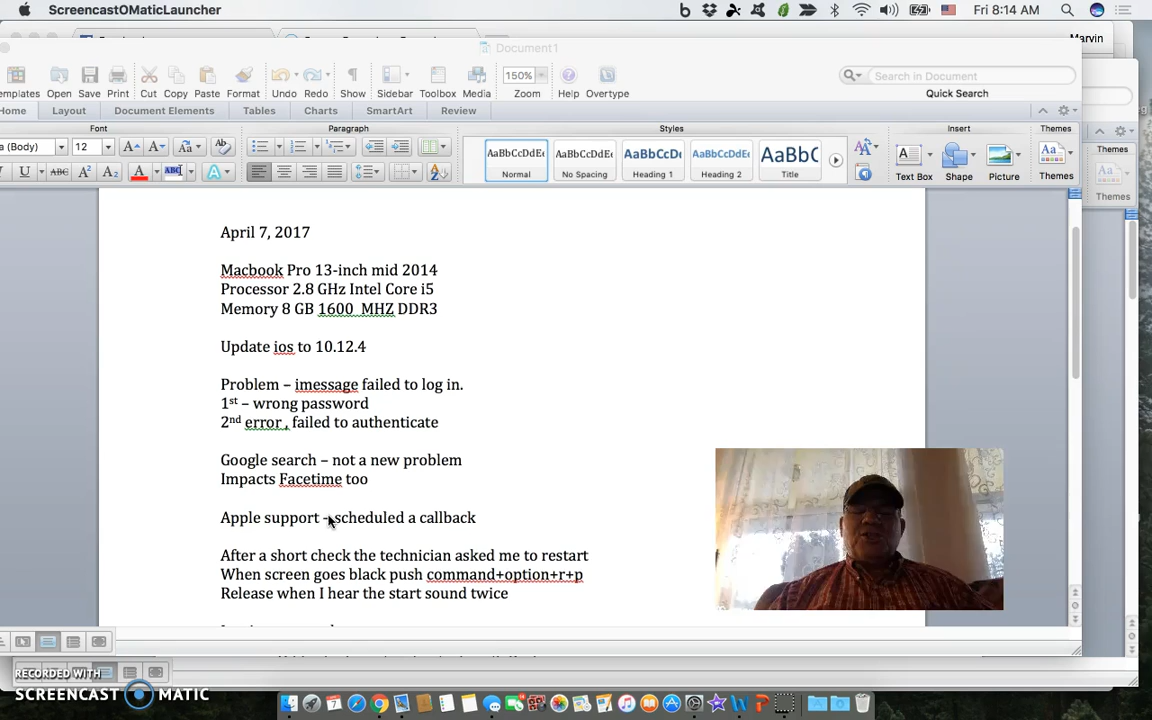 ScreencastOMaticLauncher
Fri 8:14 AM
Marvin
Document1
emplates Open Save Print Cut Copy Paste Format Undo Redo Show Sidebar Toolbox Media Zoom Help Overtype
150%
Search in Document
Quick Search
Home Layout Document Elements Tables Charts SmartArt Review
Font Paragraph Styles Insert Themes
a (Body) 12
AaBbCcDdEe AaBbCcDdEe AaBbCcDc AaBbCcDdEe AaBbC
Normal No Spacing Heading 1 Heading 2 Title
Text Box Shape Picture Themes
Themes
Themes
April 7, 2017
Macbook Pro 13-inch mid 2014
Processor 2.8 GHz Intel Core i5
Memory 8 GB 1600 MHZ DDR3
Update ios to 10.12.4
Problem – imessage failed to log in.
1st – wrong password
2nd error , failed to authenticate
Google search – not a new problem
Impacts Facetime too
Apple support – scheduled a callback
After a short check the technician asked me to restart
When screen goes black push command+option+r+p
Release when I hear the start sound twice
RECORDED WITH
SCREENCAST MATIC